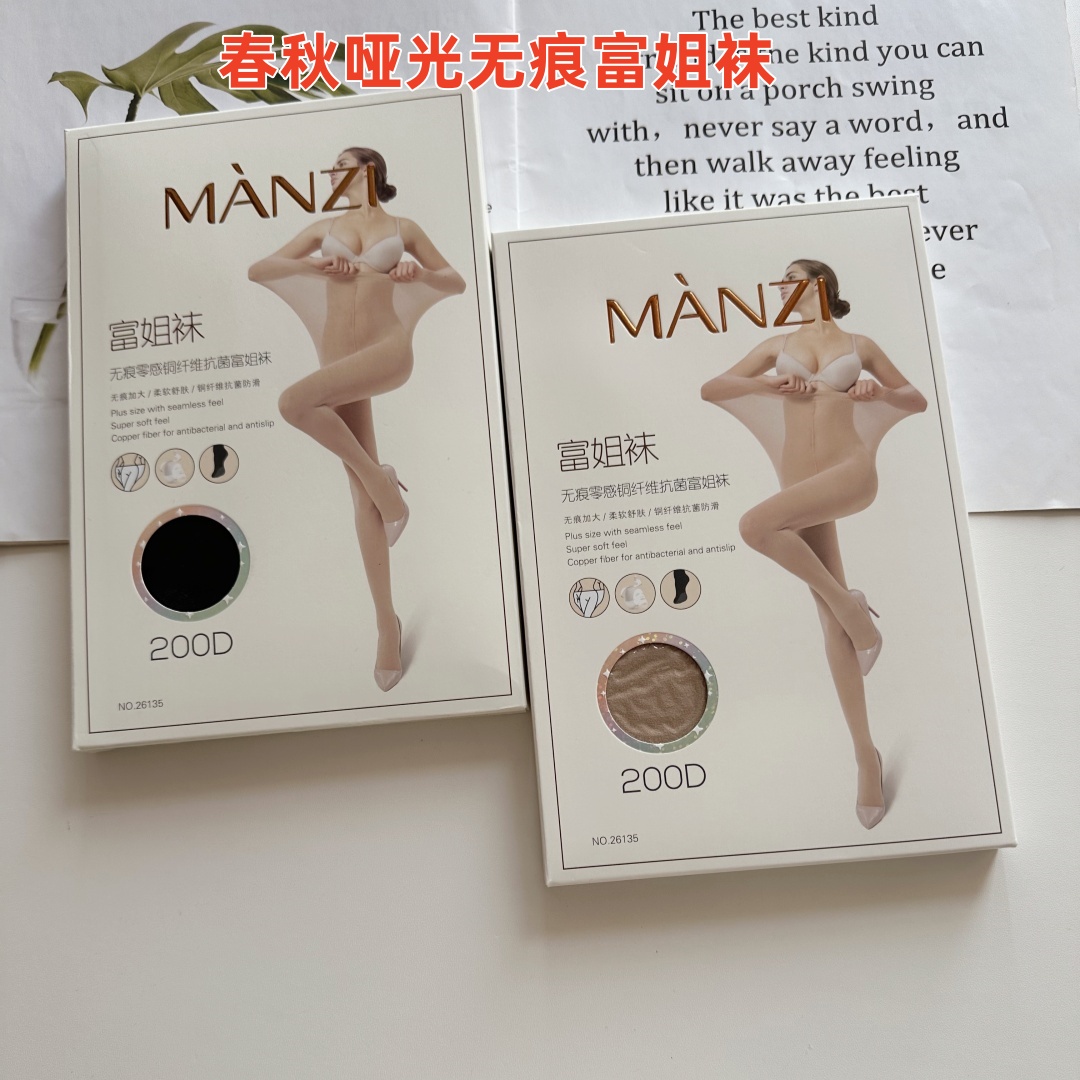 春秋哑光无痕富姐袜
The best kind
ne kind you can
sit on a porch swing
with, never say a word, and
then walk away feeling
like it was the best
ever
e
MÀNZI
富姐袜
无痕零感铜纤维抗菌富姐袜
无痕加大/柔软舒肤/铜纤维抗菌防滑
Plus size with seamless feel
Super soft feel
Copper fiber for antibacterial and antislip
200D
NO.26135
MÀNZI
富姐袜
无痕零感铜纤维抗菌富姐袜
无痕加大/柔软舒肤/铜纤维抗菌防滑
Plus size with seamless feel
Super soft feel
Copper fiber for antibacterial and antislip
200D
NO.26135